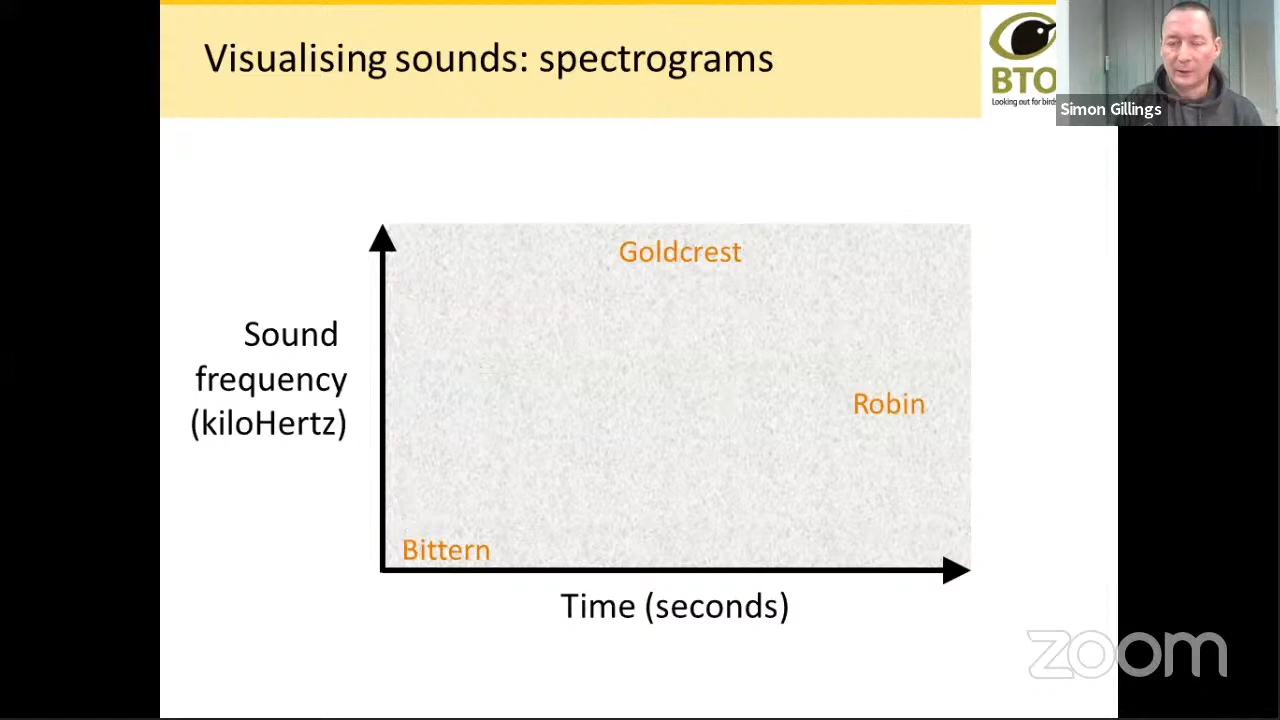 Visualising sounds: spectrograms
BTO
Looking out for birds
Simon Gillings
Goldcrest
Sound
frequency
(kiloHertz)
Robin
Bittern
Time (seconds)
zoom